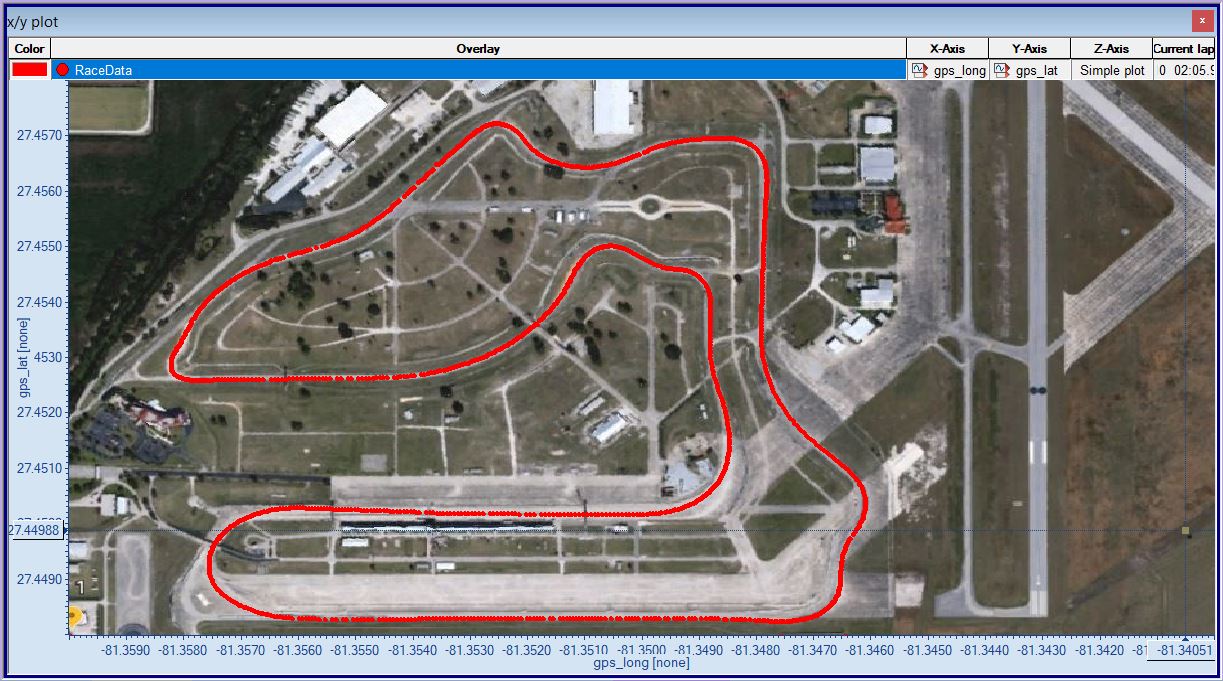 x/y plot
x
Color Overlay X-Axis Y-Axis Z-Axis Current lap
RaceData gps_long gps_lat Simple plot 0 02:05.
27.4570
27.4560
27.4550
27.4540
27.4530
27.4520
27.4510
27.44988
27.4490
gps_lat [none]
-81.3590 -81.3580 -81.3570 -81.3560 -81.3550 -81.3540 -81.3530 -81.3520 -81.3510 -81.3500 -81.3490 -81.3480 -81.3470 -81.3460 -81.3450 -81.3440 -81.3430 -81.3420 -81.34051
gps_long [none]